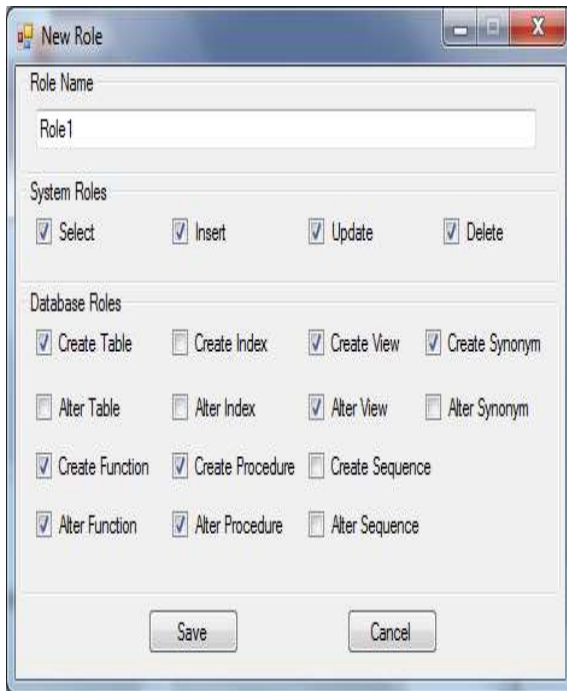 New Role
Role Name
Role1
System Roles
Select Insert Update Delete
Database Roles
Create Table Create Index Create View Create Synonym
Alter Table Alter Index Alter View Alter Synonym
Create Function Create Procedure Create Sequence
Alter Function Alter Procedure Alter Sequence
Save Cancel